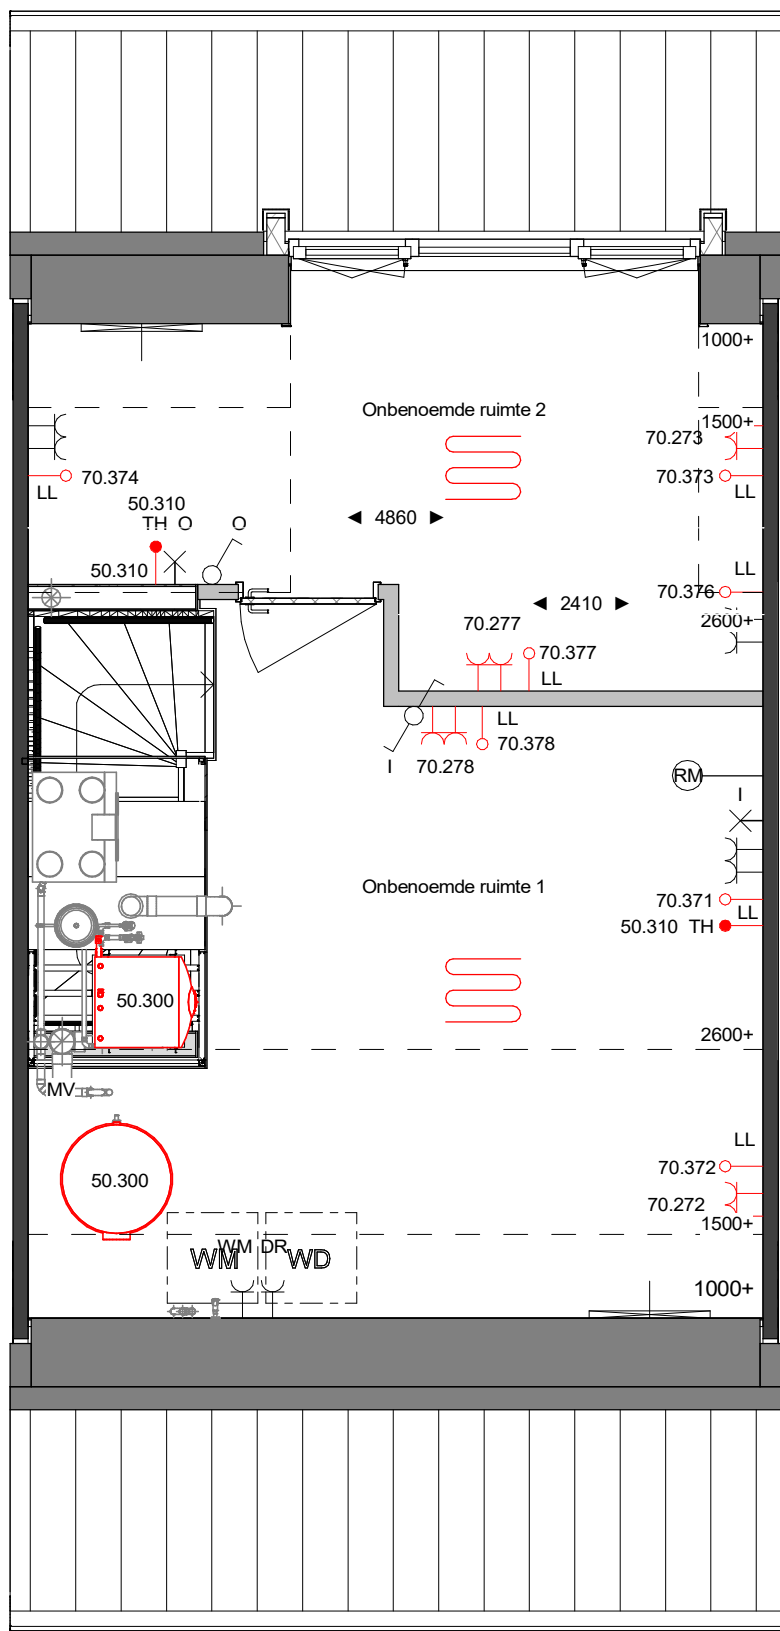 1000+
Onbenoemde ruimte 2
1500+
70.273
70.374
70.373
LL
LL
50.310
4860
TH O
O
50.310
LL
70.376
2410
2600+
70.277
70.377
LL
LL
70.378
I
70.278
RM
I
Onbenoemde ruimte 1
70.371
LL
50.310 TH
50.300
2600+
MV
LL
70.372
50.300
70.272
1500+
WM DR
WM WD
1000+